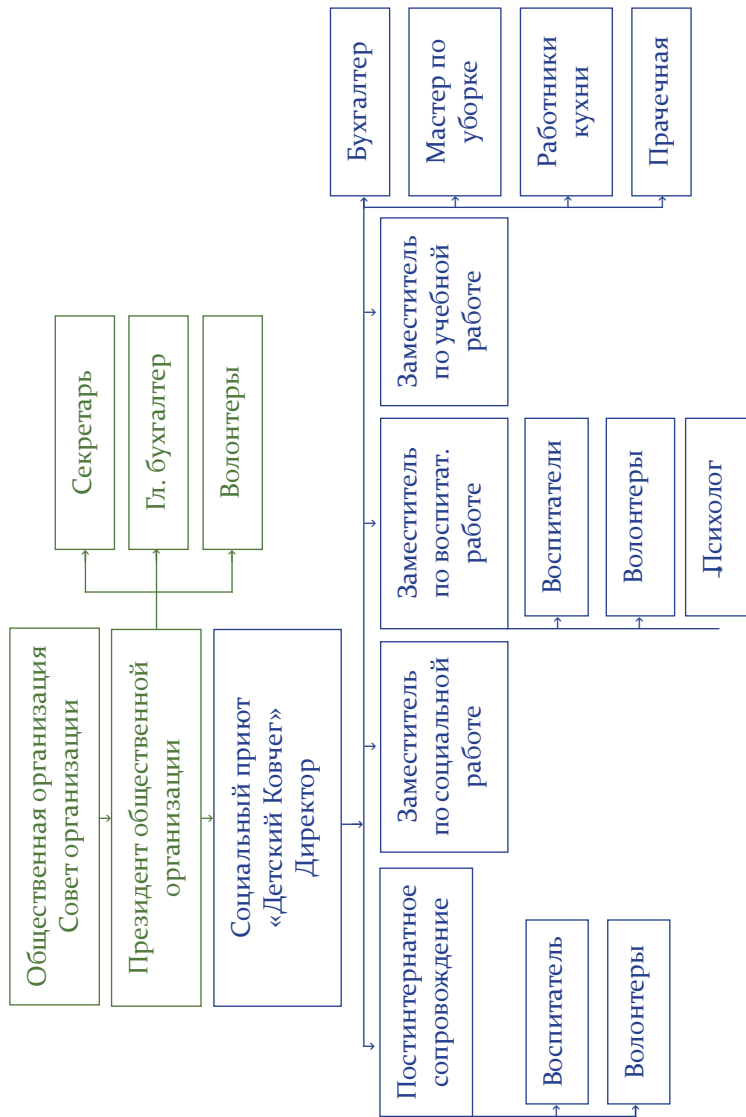 Общественная организация
Совет организации
Президент общественной
организации
Секретарь
Гл. бухгалтер
Волонтеры
Социальный приют
«Детский Ковчег»
Директор
Постинтернатное
сопровождение
Воспитатель
Волонтеры
Заместитель
по социальной
работе
Заместитель
по воспитат.
работе
Воспитатели
Волонтеры
Психолог
Заместитель
по учебной
работе
Бухгалтер
Мастер по
уборке
Работники
кухни
Прачечная